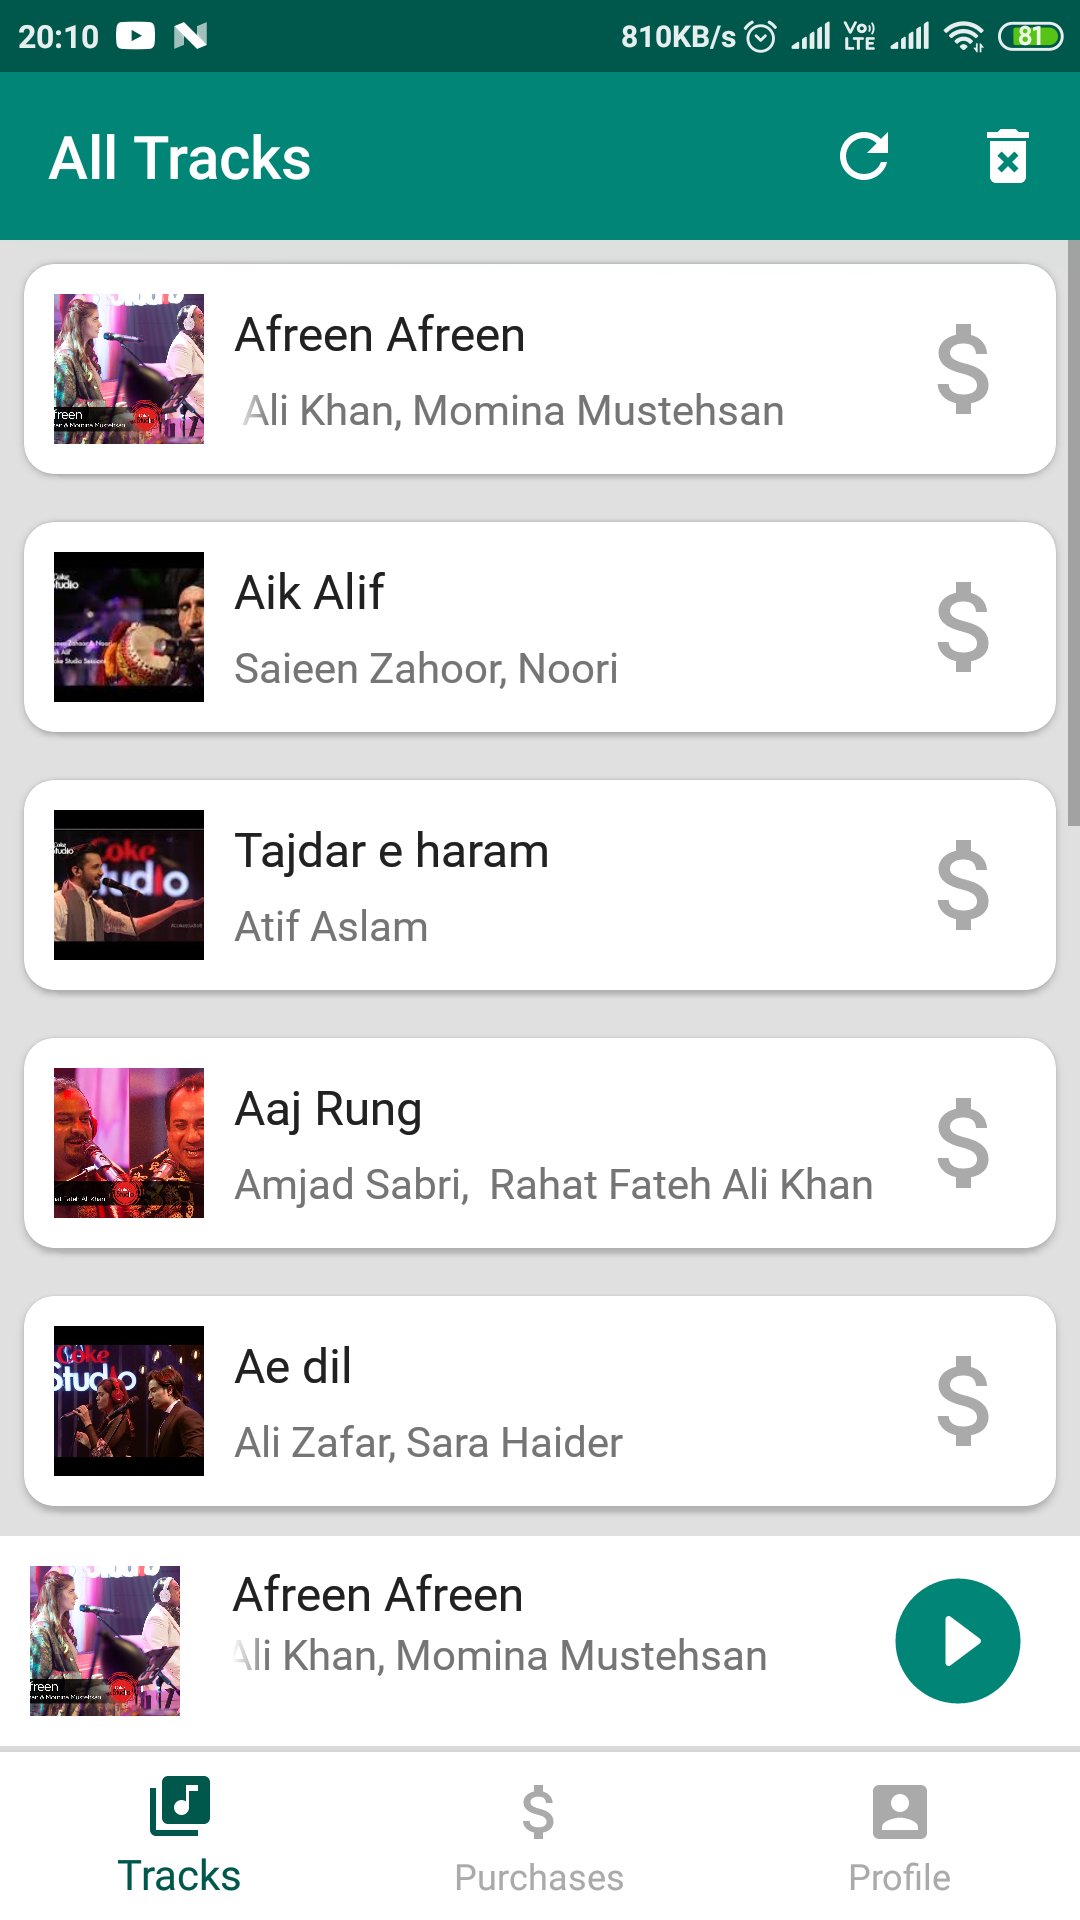 20:10 810KB/s Vo) LTE 81
All Tracks
Afreen Afreen
Ali Khan, Momina Mustehsan
Aik Alif
Saieen Zahoor, Noori
Tajdar e haram
Atif Aslam
Aaj Rung
Amjad Sabri, Rahat Fateh Ali Khan
Ae dil
Ali Zafar, Sara Haider
Afreen Afreen
Ali Khan, Momina Mustehsan
Tracks
Purchases
Profile